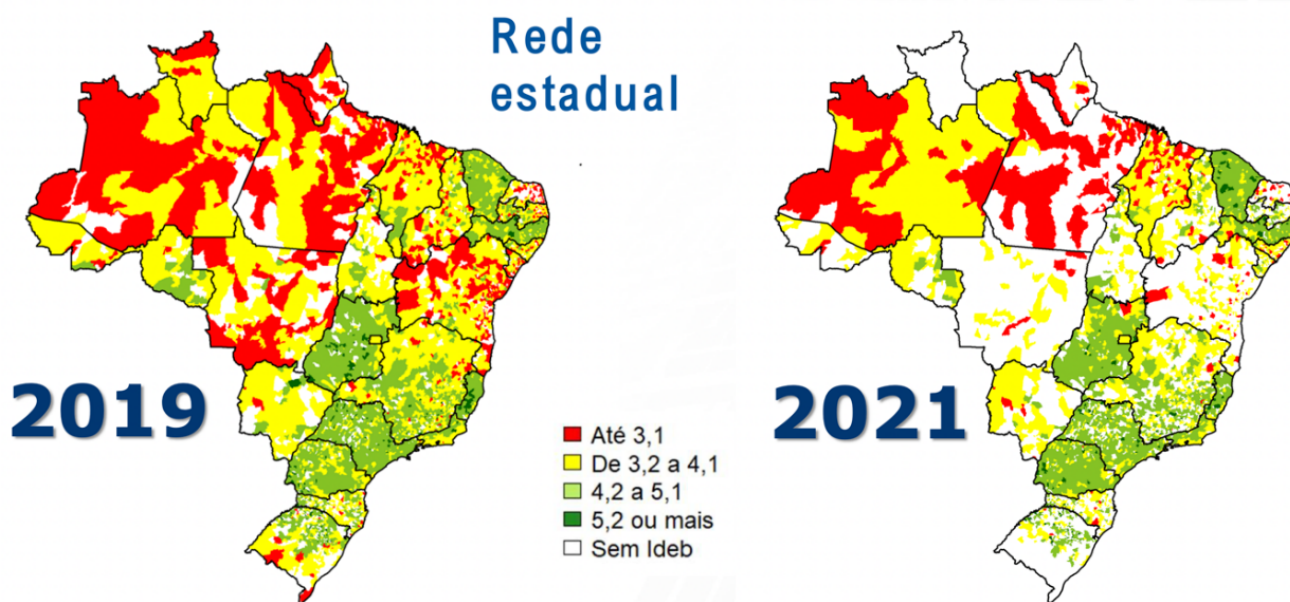 Rede
estadual
2019
2021
Até 3,1
De 3,2 a 4,1
4,2 a 5,1
5,2 ou mais
Sem Ideb